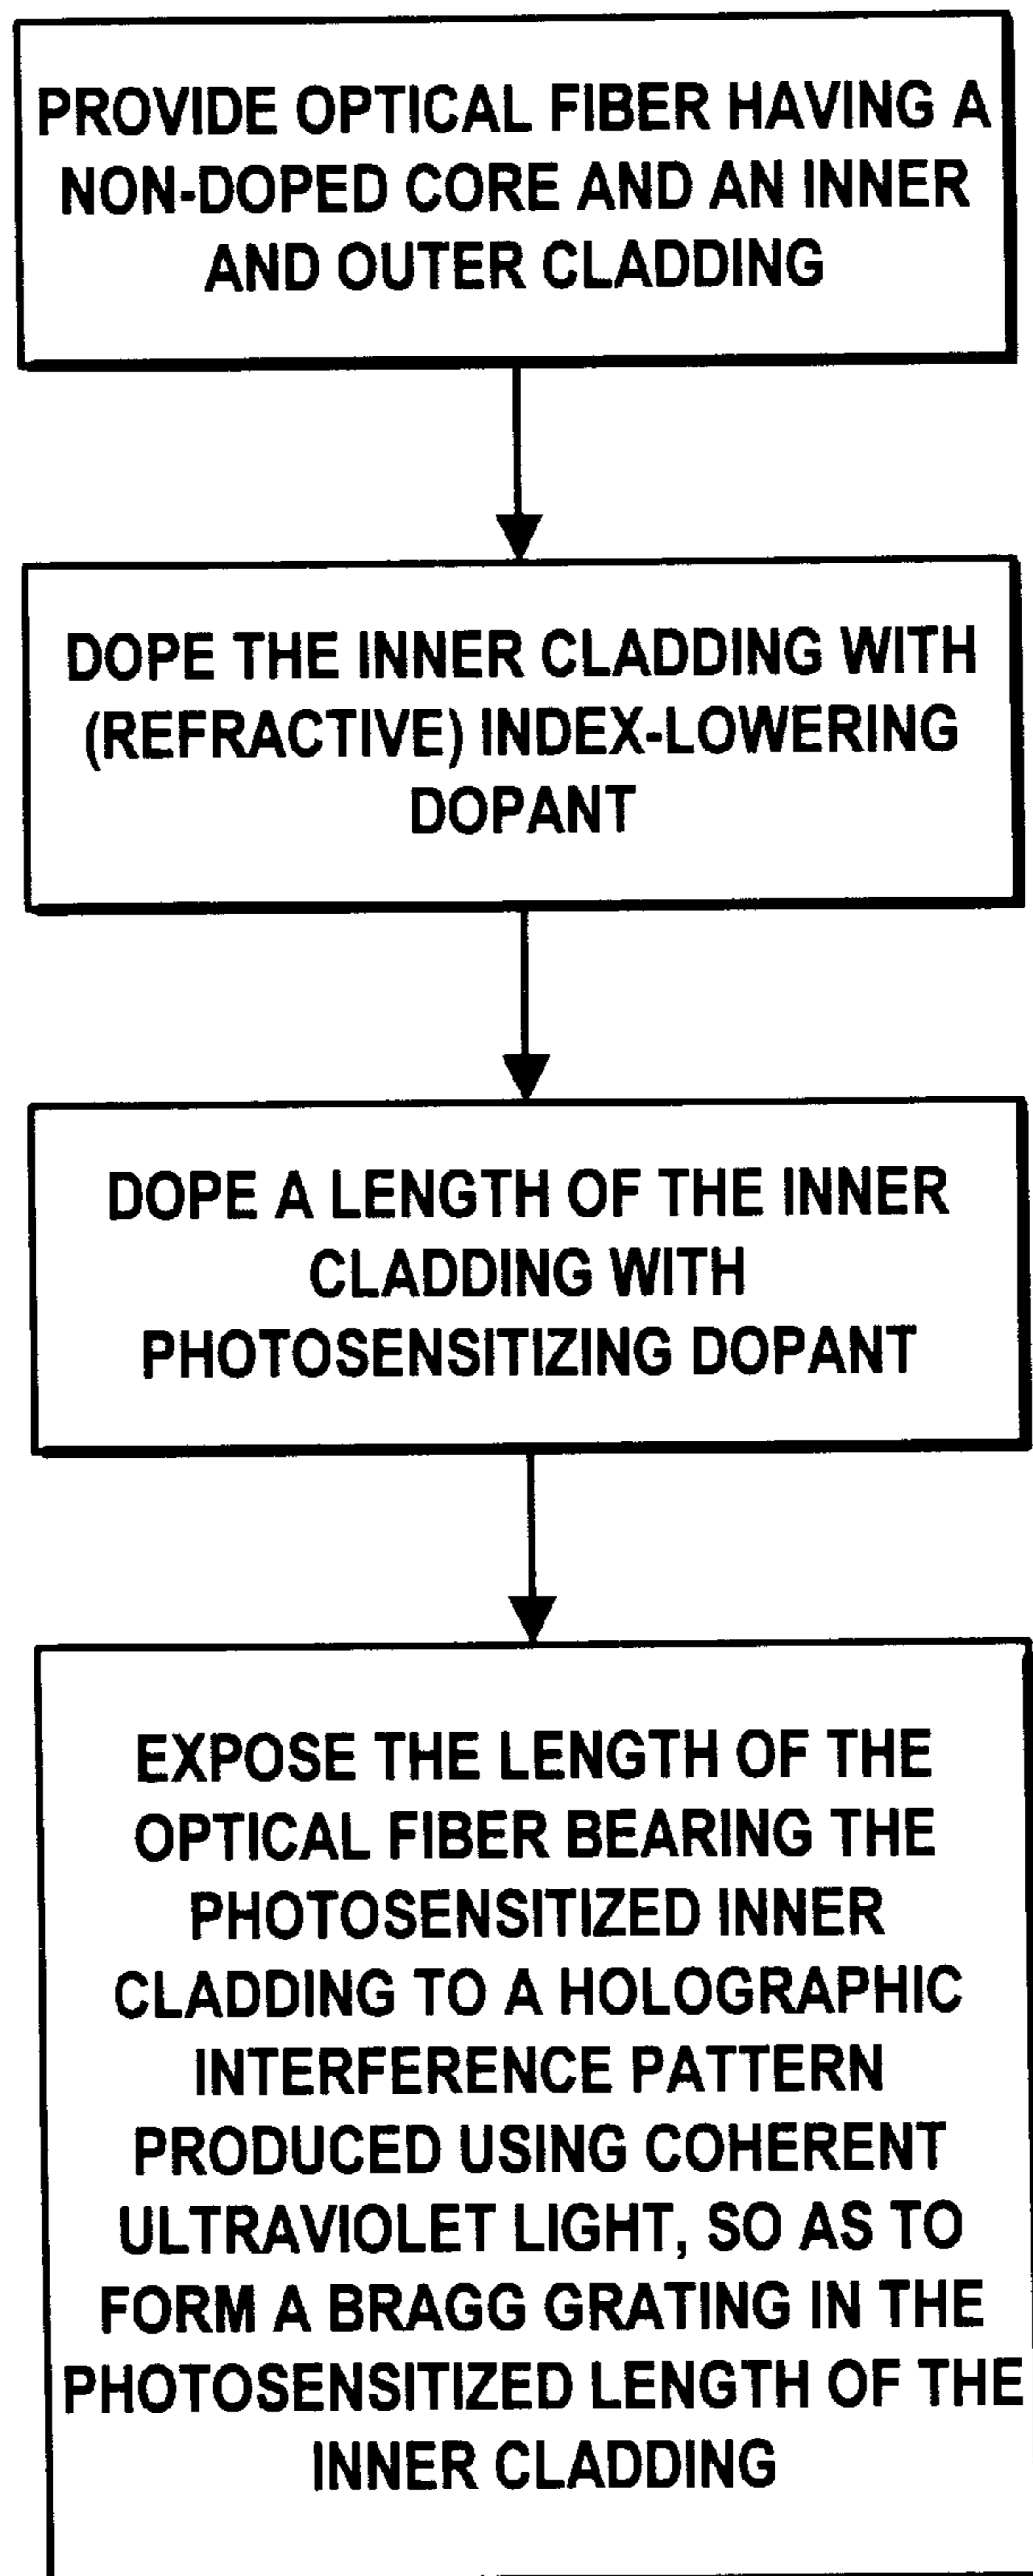 PROVIDE OPTICAL FIBER HAVING A
NON-DOPED CORE AND AN INNER
AND OUTER CLADDING
DOPE THE INNER CLADDING WITH
(REFRACTIVE) INDEX-LOWERING
DOPANT
DOPE A LENGTH OF THE INNER
CLADDING WITH
PHOTOSENSITIZING DOPANT
EXPOSE THE LENGTH OF THE
OPTICAL FIBER BEARING THE
PHOTOSENSITIZED INNER
CLADDING TO A HOLOGRAPHIC
INTERFERENCE PATTERN
PRODUCED USING COHERENT
ULTRAVIOLET LIGHT, SO AS TO
FORM A BRAGG GRATING IN THE
PHOTOSENSITIZED LENGTH OF THE
INNER CLADDING